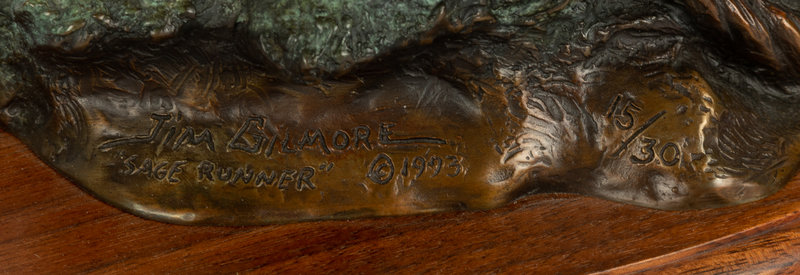 Jim Gilmore
"SAGE RUNNER" ©1993
15/30